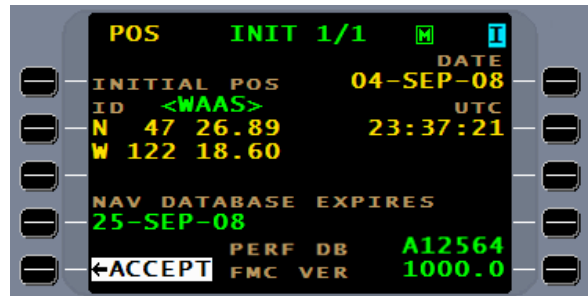 POS INIT 1/1 M I
DATE
INITIAL POS 04-SEP-08
ID <WAAS> UTC
N 47 26.89 23:37:21
W 122 18.60
NAV DATABASE EXPIRES
25-SEP-08
PERF DB A12564
←ACCEPT FMC VER 1000.0